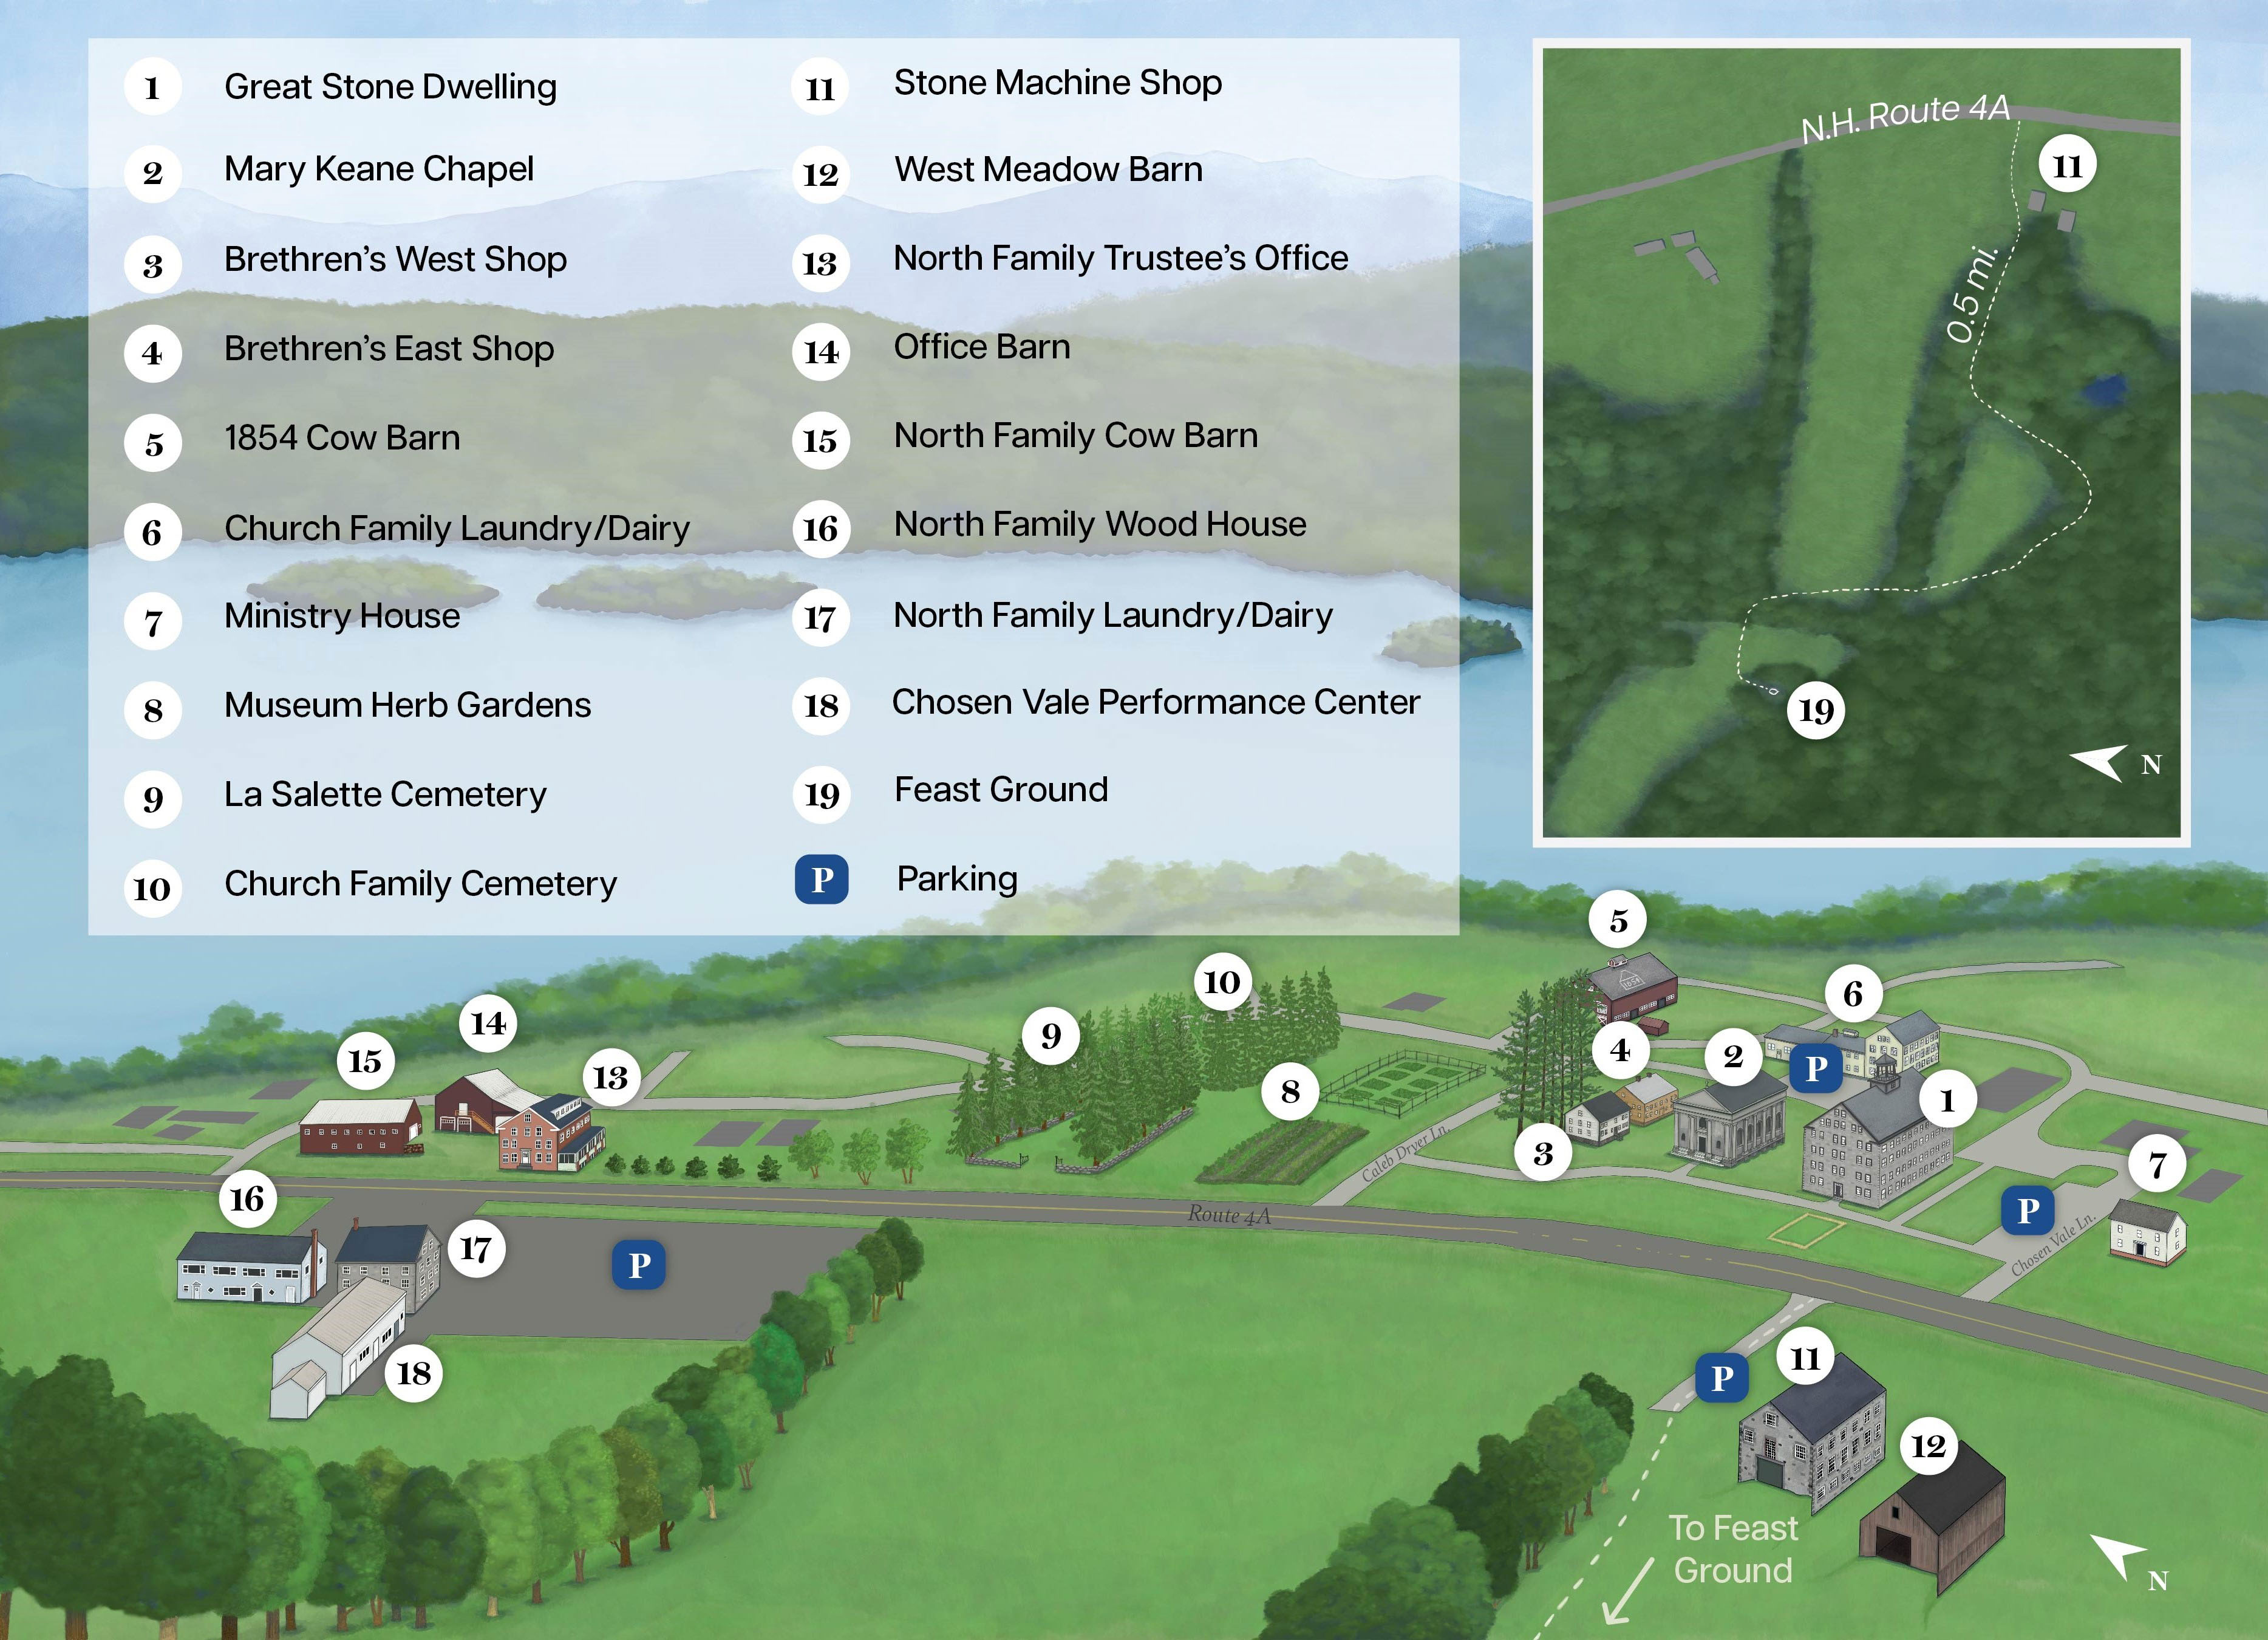 1 Great Stone Dwelling
2 Mary Keane Chapel
3 Brethren’s West Shop
4 Brethren’s East Shop
5 1854 Cow Barn
6 Church Family Laundry/Dairy
7 Ministry House
8 Museum Herb Gardens
9 La Salette Cemetery
10 Church Family Cemetery
11 Stone Machine Shop
12 West Meadow Barn
13 North Family Trustee’s Office
14 Office Barn
15 North Family Cow Barn
16 North Family Wood House
17 North Family Laundry/Dairy
18 Chosen Vale Performance Center
19 Feast Ground
P Parking
N.H. Route 4A
11
0.5 mi.
19
N
5
10
6
14
9
15
4
2
P
13
8
1
3
Caleb Dryer Ln.
7
16
P
Route 4A
17
P
Chosen Vale Ln.
11
P
18
12
To Feast
Ground
N
1854